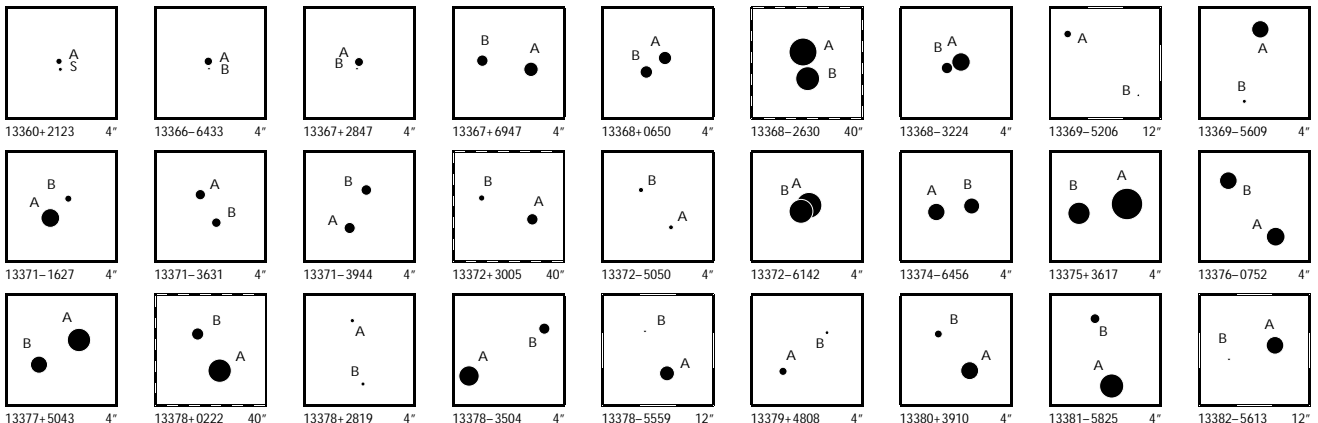 A
S
13360+2123 4"
A
B
13366−6433 4"
A
B
13367+2847 4"
B
A
13367+6947 4"
A
B
13368+0650 4"
A
B
13368−2630 40"
B A
13368−3224 4"
A
B
13369−5206 12"
A
B
13369−5609 4"
B
A
13371−1627 4"
A
B
13371−3631 4"
B
A
13371−3944 4"
B
A
13372+3005 40"
B
A
13372−5050 4"
B A
13372−6142 4"
A B
13374−6456 4"
B A
13375+3617 4"
B
A
13376−0752 4"
A
B
13377+5043 4"
B
A
13378+0222 40"
A
B
13378+2819 4"
B
A
13378−3504 4"
B
A
13378−5559 12"
B
A
13379+4808 4"
B
A
13380+3910 4"
B
A
13381−5825 4"
A
B
13382−5613 12"